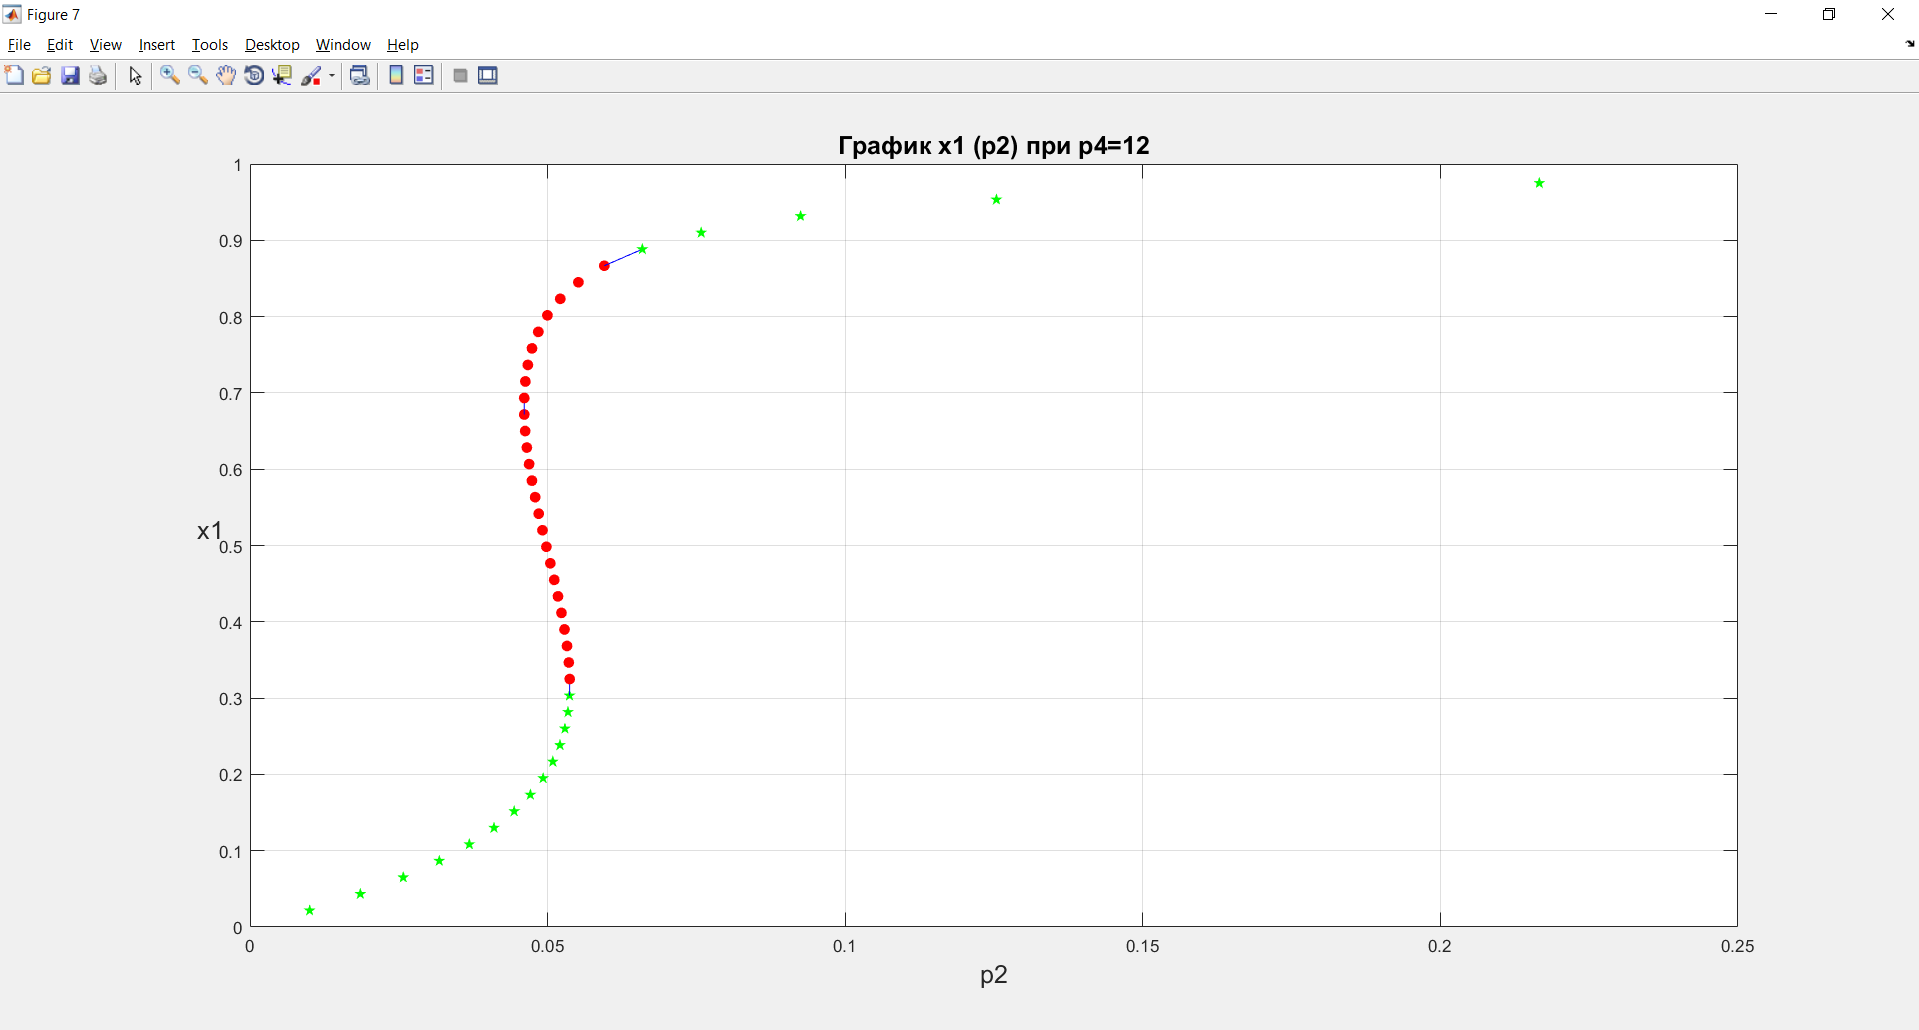 Figure 7
File Edit View Insert Tools Desktop Window Help
График x1 (p2) при p4=12
1
0.9
0.8
0.7
0.6
x1
0.5
0.4
0.3
0.2
0.1
0
0 0.05 0.1 0.15 0.2 0.25
p2